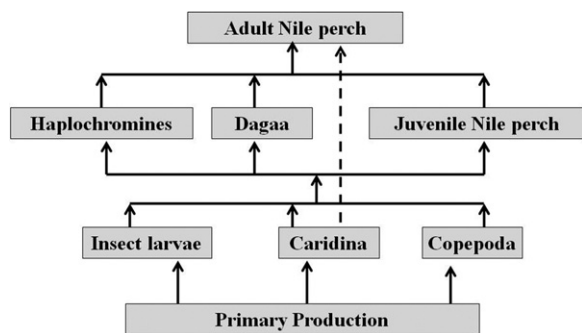 Adult Nile perch
Haplochromines
Dagaa
Juvenile Nile perch
Insect larvae
Caridina
Copepoda
Primary Production